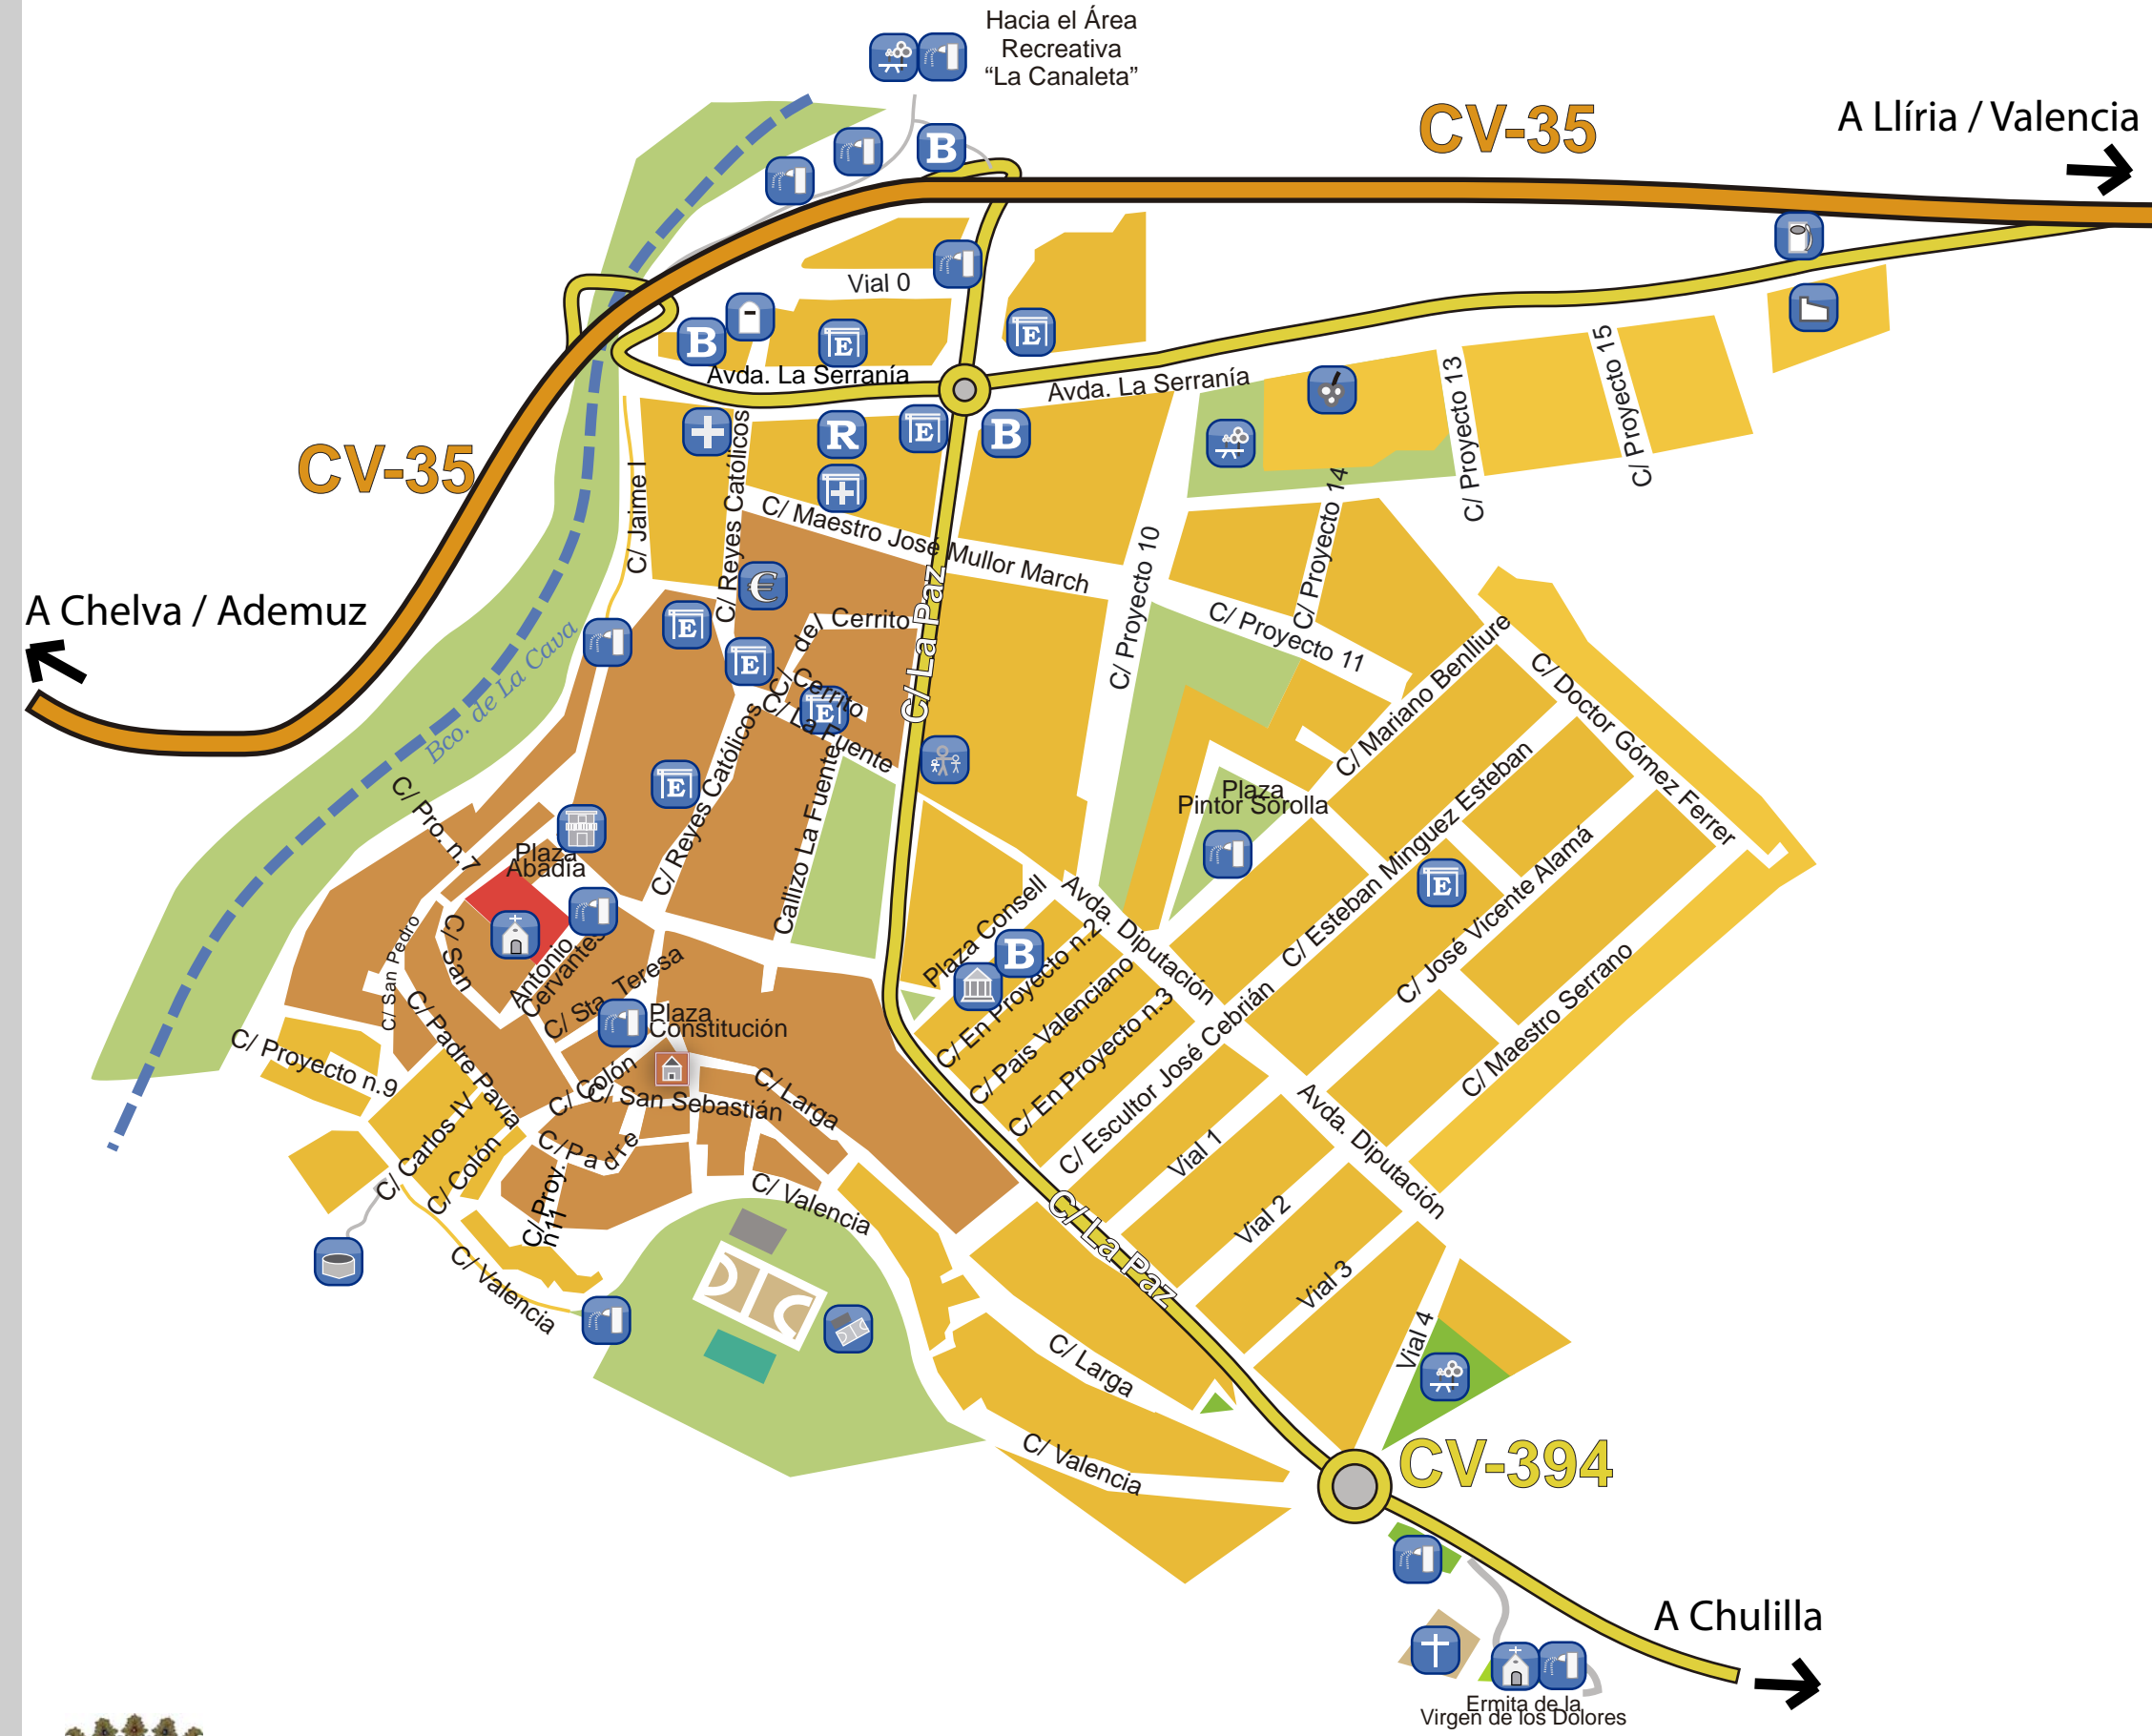 Hacia el Área
Recreativa
“La Canaleta”
CV-35
A Llíria / Valencia
B
Vial 0
B
E
E
Avda. La Serranía
Avda. La Serranía
C/ Proyecto 13
C/ Proyecto 15
R
E
B
CV-35
C/ Jaime I
C/ Reyes Católicos
C/ Maestro José Mullor March
C/ Proyecto 14
C/ Proyecto 10
€
A Chelva / Ademuz
E
E
C/ del Cerrito
C/ La Paz
C/ Proyecto 11
C/ Mariano Benlliure
C/ Doctor Gómez Ferrer
Bco. de La Cava
C/ Cerrito
E
C/ La Fuente
E
C/ Reyes Católicos
Callizo La Fuente
Plaza
Pintor Sorolla
C/ Pro. n.7
Plaza
Abadía
C/ Esteban Minguez Esteban
E
C/ José Vicente Alamá
C/ San Pedro
C/ San
Antonio
Cervantes
C/ Sta. Teresa
Plaza Consell
B
Avda. Diputación
C/ En Proyecto n.2
C/ Pais Valenciano
C/ En Proyecto n.3
C/ Escultor José Cebrián
C/ Maestro Serrano
Plaza
Constitución
C/ Proyecto n.9
C/ Padre Pavia
C/ Colón
C/ San Sebastián
C/ Larga
C/ Carlos IV
C/ Colón
C/ Padre
C/ Proy.
n11
Vial 1
Avda. Diputación
C/ Valencia
Vial 2
C/ La Paz
Vial 3
C/ Valencia
Vial 4
C/ Larga
C/ Valencia
CV-394
A Chulilla
Ermita de la
Virgen de los Dolores